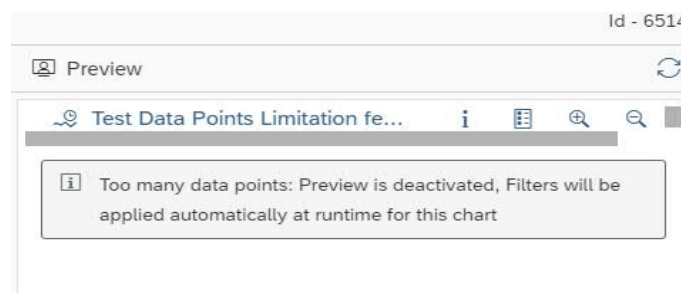 Id - 6514
Preview
Test Data Points Limitation fe...
Too many data points: Preview is deactivated, Filters will be
applied automatically at runtime for this chart